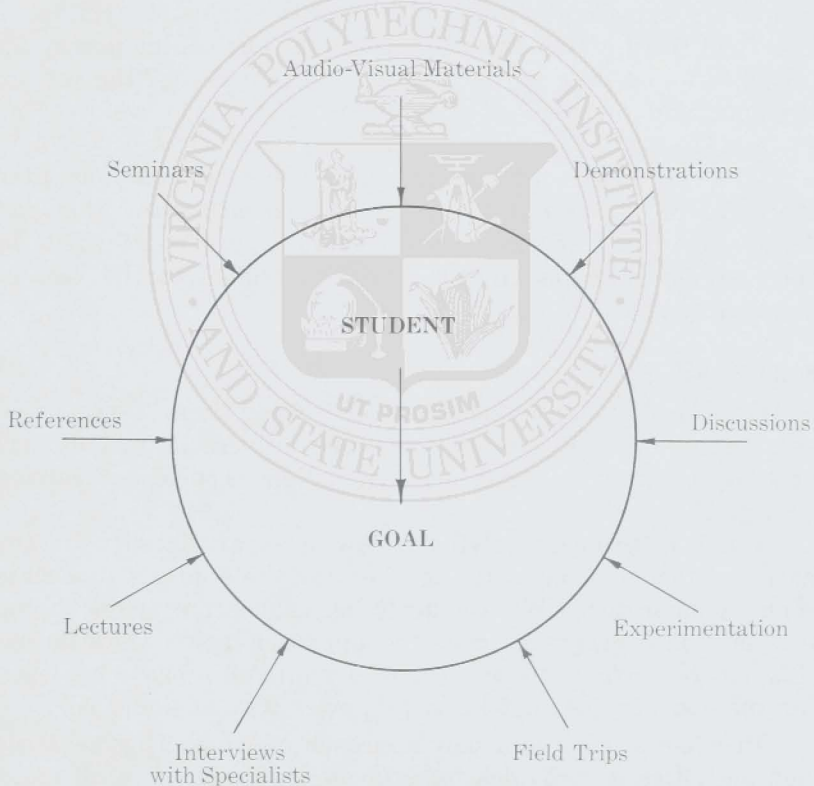 VIRGINIA POLYTECHNIC INSTITUTE
AND STATE UNIVERSITY
UT PROSIM
Audio-Visual Materials
Seminars
Demonstrations
STUDENT
References
Discussions
GOAL
Lectures
Experimentation
Interviews
with Specialists
Field Trips